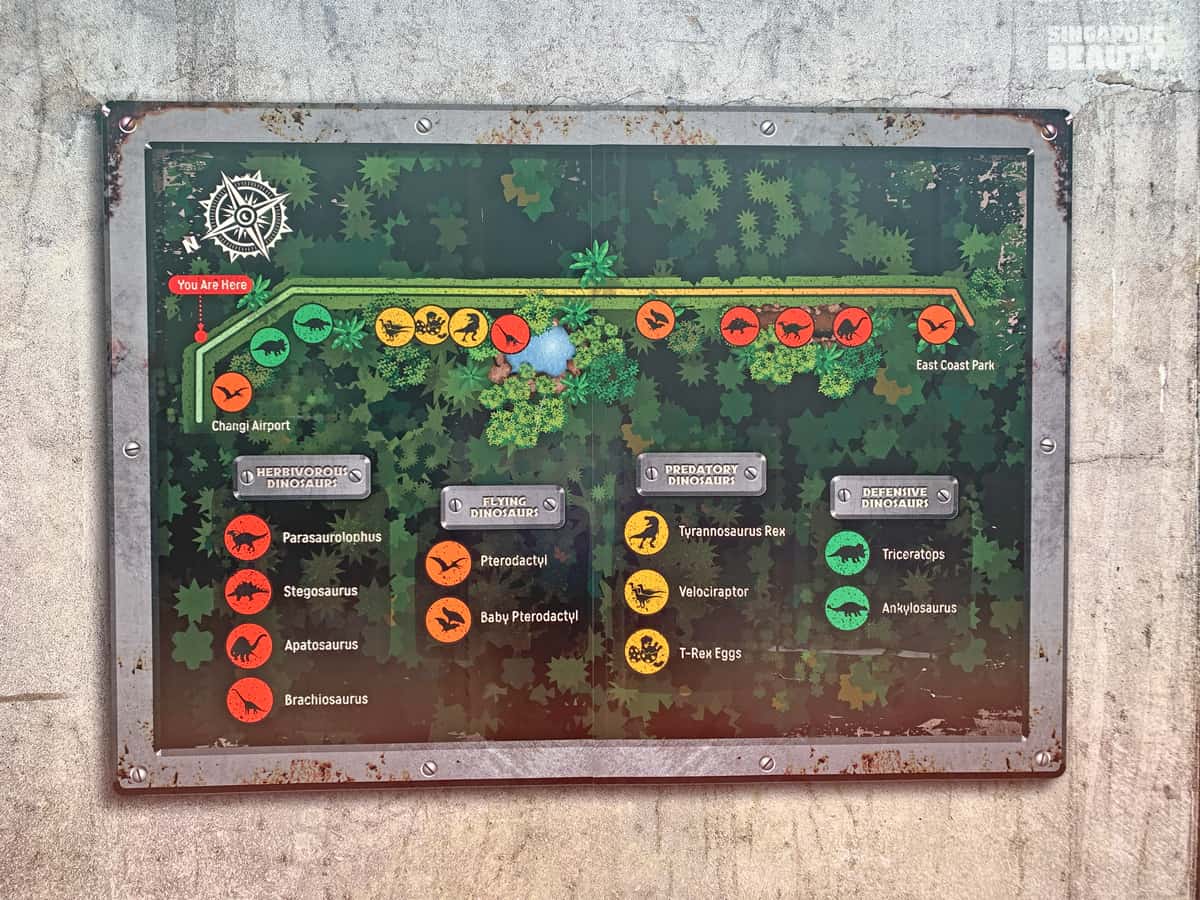 SINGAPORE
BEAUTY
N
You Are Here
East Coast Park
Changi Airport
HERBIVOROUS
DINOSAURS
Parasaurolophus
Stegosaurus
Apatosaurus
Brachiosaurus
FLYING
DINOSAURS
Pterodactyl
Baby Pterodactyl
PREDATORY
DINOSAURS
Tyrannosaurus Rex
Velociraptor
T-Rex Eggs
DEFENSIVE
DINOSAURS
Triceratops
Ankylosaurus